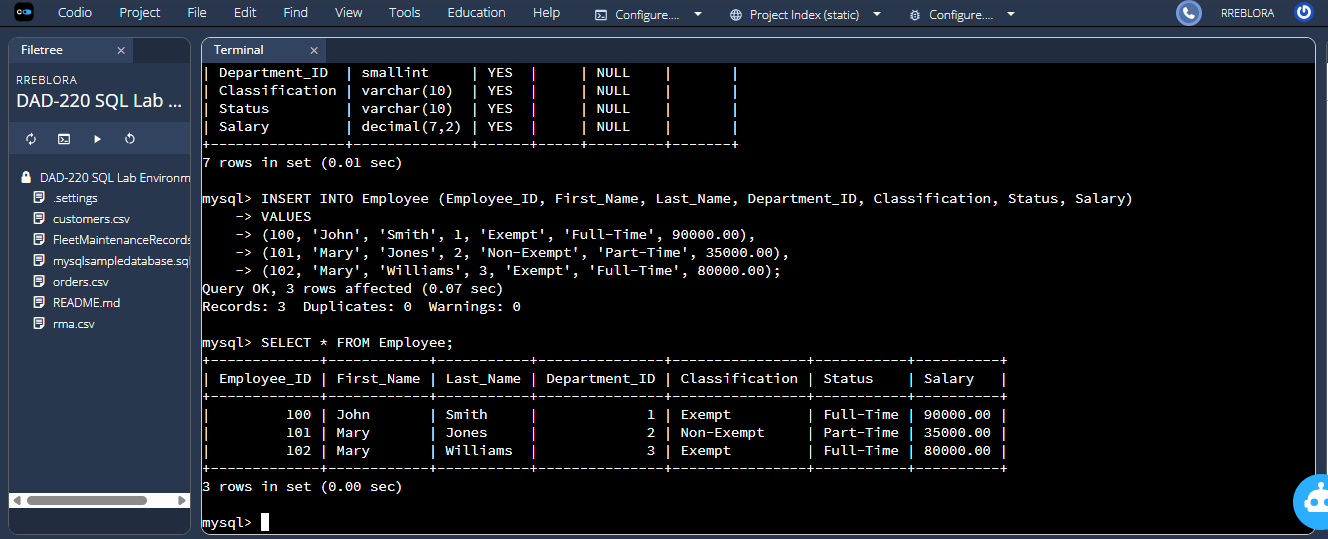 Codio Project File Edit Find View Tools Education Help Configure.... Project Index (static) Configure.... RREBLORA
Filetree ×
RREBLORA
DAD-220 SQL Lab ...
DAD-220 SQL Lab Environm
.settings
customers.csv
FleetMaintenanceRecords
mysqlsampledatabase.sql
orders.csv
README.md
rma.csv
Terminal ×
| Department_ID  | smallint     | YES  |     | NULL    |       |
| Classification | varchar(10)  | YES  |     | NULL    |       |
| Status         | varchar(10)  | YES  |     | NULL    |       |
| Salary         | decimal(7,2) | YES  |     | NULL    |       |
+----------------+--------------+------+-----+---------+-------+
7 rows in set (0.01 sec)
mysql> INSERT INTO Employee (Employee_ID, First_Name, Last_Name, Department_ID, Classification, Status, Salary)
    -> VALUES
    -> (100, 'John', 'Smith', 1, 'Exempt', 'Full-Time', 90000.00),
    -> (101, 'Mary', 'Jones', 2, 'Non-Exempt', 'Part-Time', 35000.00),
    -> (102, 'Mary', 'Williams', 3, 'Exempt', 'Full-Time', 80000.00);
Query OK, 3 rows affected (0.07 sec)
Records: 3  Duplicates: 0  Warnings: 0
mysql> SELECT * FROM Employee;
+-------------+------------+-----------+---------------+----------------+-----------+----------+
| Employee_ID | First_Name | Last_Name | Department_ID | Classification | Status    | Salary   |
+-------------+------------+-----------+---------------+----------------+-----------+----------+
|         100 | John       | Smith     |             1 | Exempt         | Full-Time | 90000.00 |
|         101 | Mary       | Jones     |             2 | Non-Exempt     | Part-Time | 35000.00 |
|         102 | Mary       | Williams  |             3 | Exempt         | Full-Time | 80000.00 |
+-------------+------------+-----------+---------------+----------------+-----------+----------+
3 rows in set (0.00 sec)
mysql>